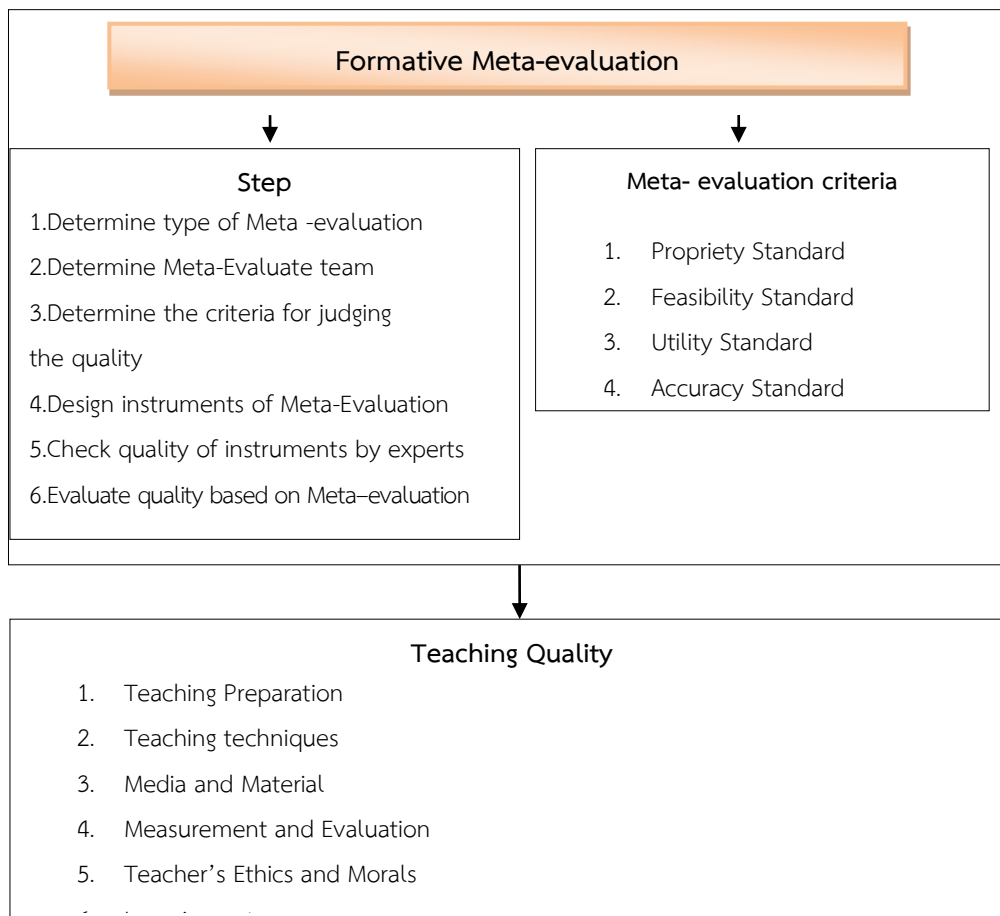 Formative Meta-evaluation
Step
1.Determine type of Meta -evaluation
2.Determine Meta-Evaluate team
3.Determine the criteria for judging
the quality
4.Design instruments of Meta-Evaluation
5.Check quality of instruments by experts
6.Evaluate quality based on Meta–evaluation
Meta- evaluation criteria
1. Propriety Standard
2. Feasibility Standard
3. Utility Standard
4. Accuracy Standard
Teaching Quality
1. Teaching Preparation
2. Teaching techniques
3. Media and Material
4. Measurement and Evaluation
5. Teacher’s Ethics and Morals